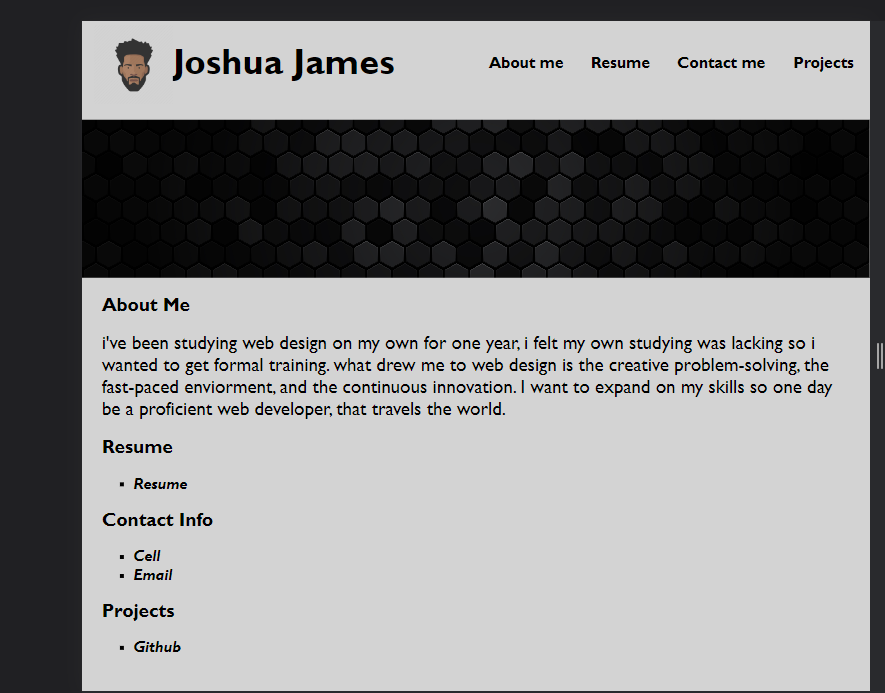 Joshua James
About me Resume Contact me Projects
About Me
i've been studying web design on my own for one year, i felt my own studying was lacking so i
wanted to get formal training. what drew me to web design is the creative problem-solving, the
fast-paced enviorment, and the continuous innovation. I want to expand on my skills so one day
be a proficient web developer, that travels the world.
Resume
Resume
Contact Info
Cell
Email
Projects
Github